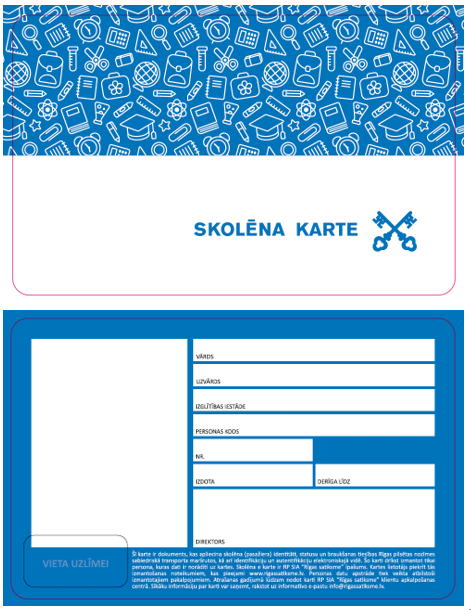 SKOLĒNA KARTE
VĀRDS
UZVĀRDS
IZGLĪTĪBAS IESTĀDE
PERSONAS KODS
NR.
IZDOTA
DERĪGA LĪDZ
DIREKTORS
VIETA UZLĪMEI
Šī karte ir dokuments, kas apliecina skolēna (pasažiera) identitāti, statusu un braukšanas tiesības Rīgas pilsētas nozīmes
sabiedriskā transporta maršrutos, kā arī identifikāciju un autentifikāciju elektroniskajā vidē. Šo karti drīkst izmantot tikai
persona, kuras dati ir norādīti uz kartes. Skolēna e karte ir RP SIA "Rīgas satiksme" īpašums. Kartes lietotājs piekrīt tās
izmantošanas noteikumiem, kas pieejami www.rigassatiksme.lv. Personas datu apstrāde tiek veikta atbilstoši
izmantotajiem pakalpojumiem. Atrašanas gadījumā lūdzam nodot karti RP SIA "Rīgas satiksme" klientu apkalpošanas
centrā. Sīkāku informāciju par karti var saņemt, rakstot uz informatīvo e-pastu info@rigassatiksme.lv